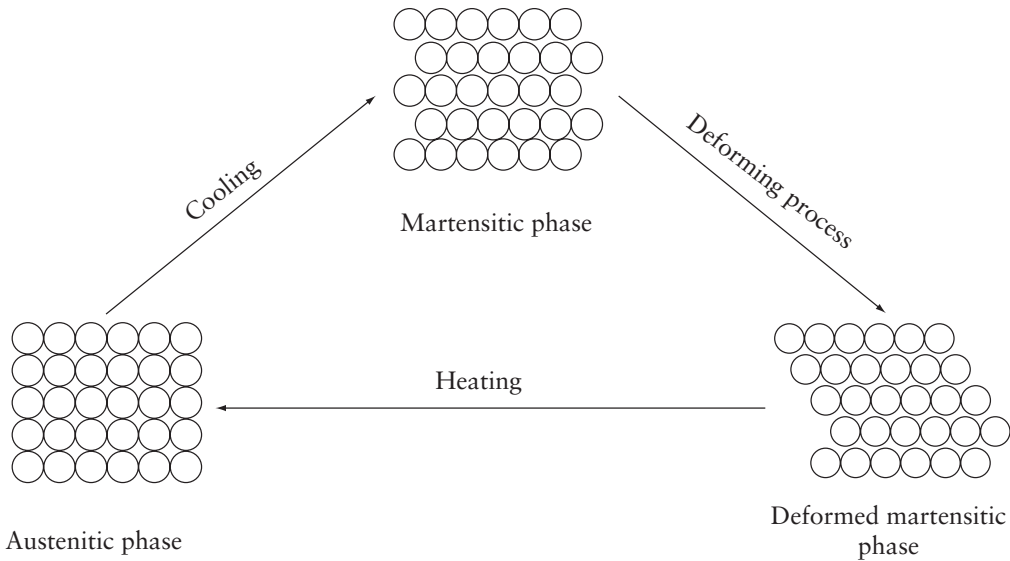 Cooling
Martensitic phase
Deforming process
Heating
Austenitic phase
Deformed martensitic
phase